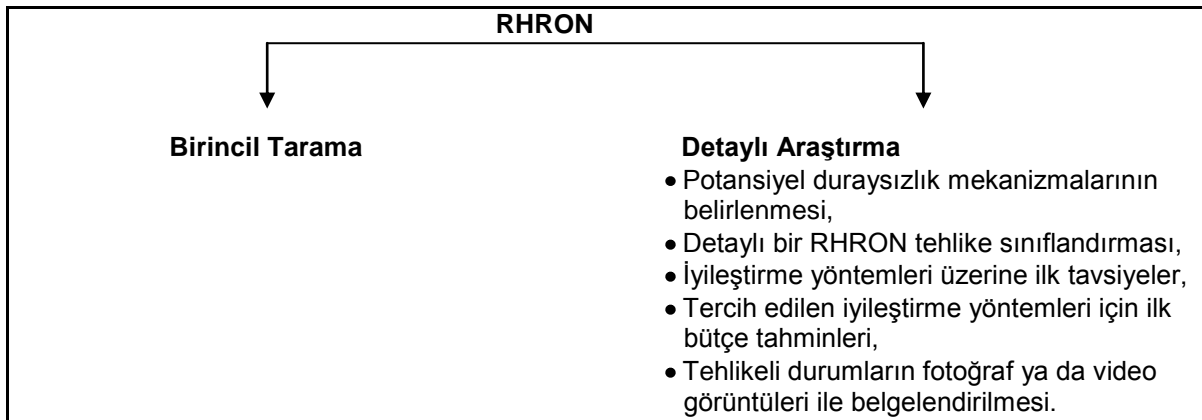 RHRON
Birincil Tarama
Detaylı Araştırma
• Potansiyel duraysızlık mekanizmalarının
belirlenmesi,
• Detaylı bir RHRON tehlike sınıflandırması,
• İyileştirme yöntemleri üzerine ilk tavsiyeler,
• Tercih edilen iyileştirme yöntemleri için ilk
bütçe tahminleri,
• Tehlikeli durumların fotoğraf ya da video
görüntüleri ile belgelendirilmesi.